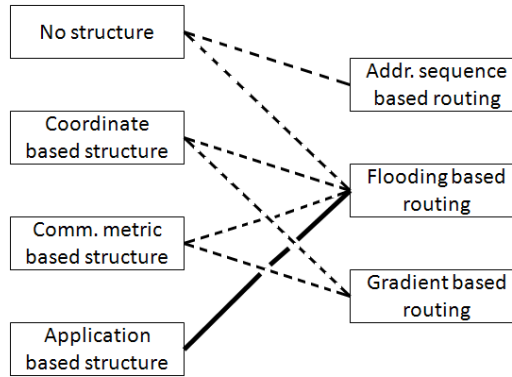 No structure
Coordinate
based structure
Comm. metric
based structure
Application
based structure
Addr. sequence
based routing
Flooding based
routing
Gradient based
routing